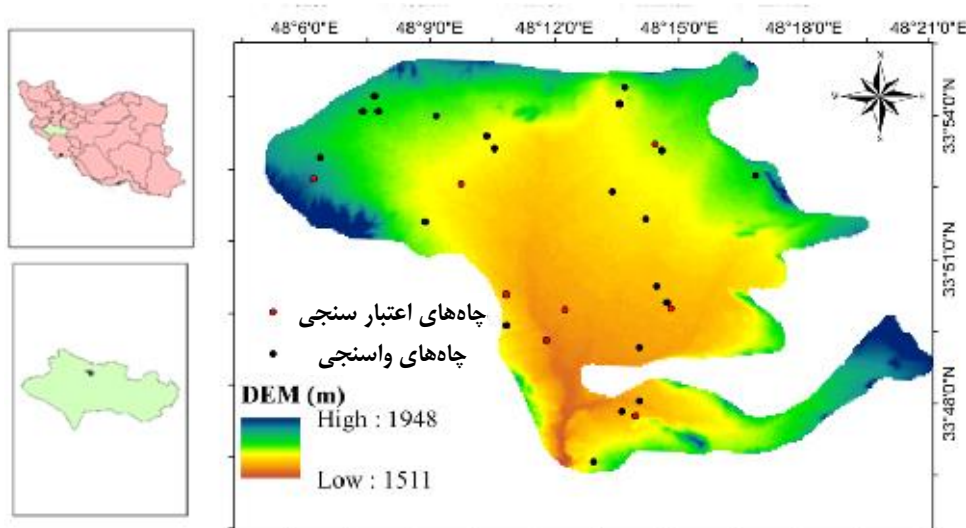 48°6'0"E 48°9'0"E 48°12'0"E 48°15'0"E 48°18'0"E 48°21'0"E
33°54'0"N
33°51'0"N
33°48'0"N
چاه‌های اعتبار سنجی
چاه‌های واسنجی
DEM (m)
High : 1948
Low : 1511